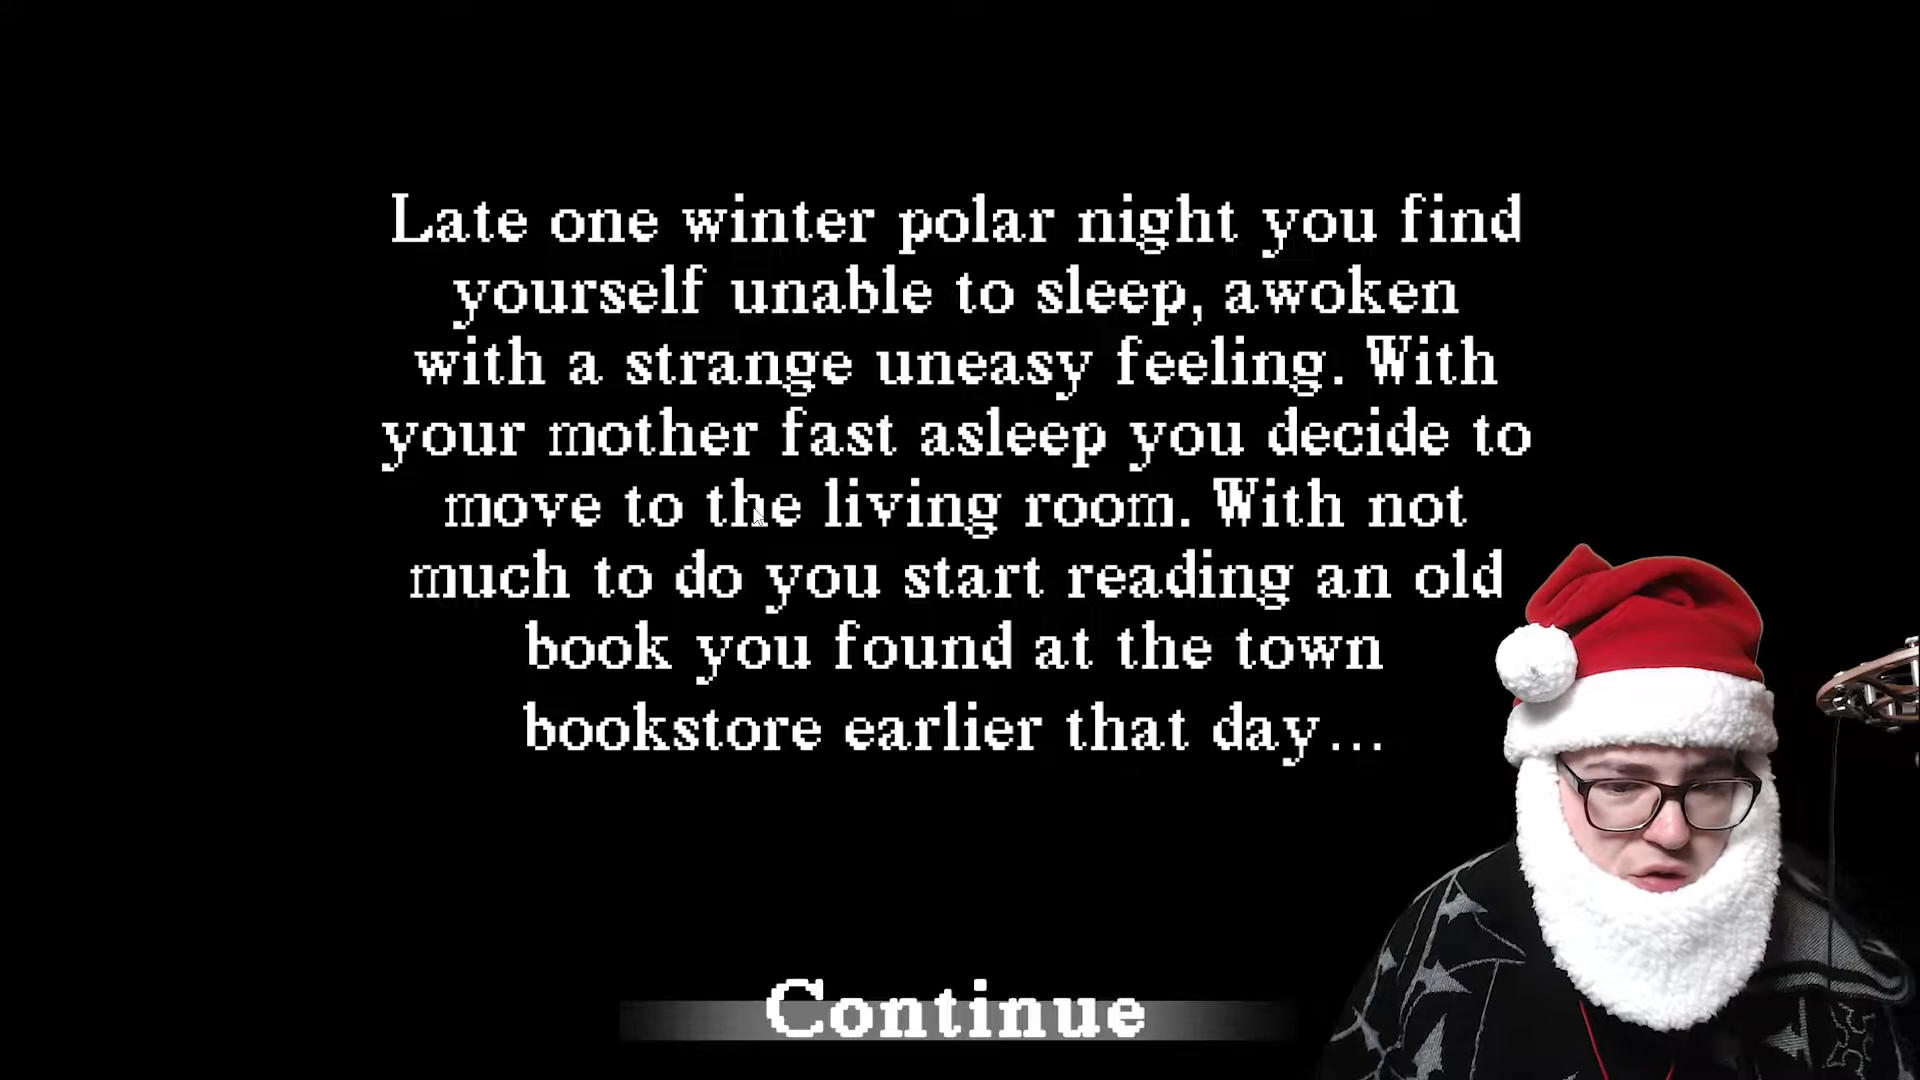 Late one winter polar night you find
yourself unable to sleep, awoken
with a strange uneasy feeling. With
your mother fast asleep you decide to
move to the living room. With not
much to do you start reading an old
book you found at the town
bookstore earlier that day...
Continue